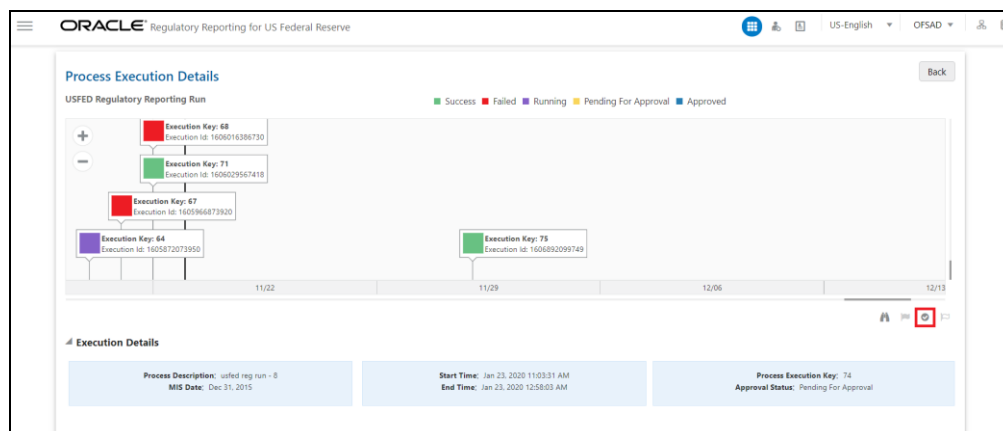 ORACLE® Regulatory Reporting for US Federal Reserve
US-English
OFSAD
Process Execution Details
Back
USFED Regulatory Reporting Run
Success Failed Running Pending For Approval Approved
Execution Key: 68
Execution Id: 1606016386730
Execution Key: 71
Execution Id: 1606029567418
Execution Key: 67
Execution Id: 1605966873920
Execution Key: 64
Execution Id: 1605872073950
Execution Key: 75
Execution Id: 1606892099749
11/22 11/29 12/06 12/13
Execution Details
Process Description: usfed reg run - 8
MIS Date: Dec 31, 2015
Start Time: Jan 23, 2020 11:03:31 AM
End Time: Jan 23, 2020 12:58:03 AM
Process Execution Key: 74
Approval Status: Pending For Approval